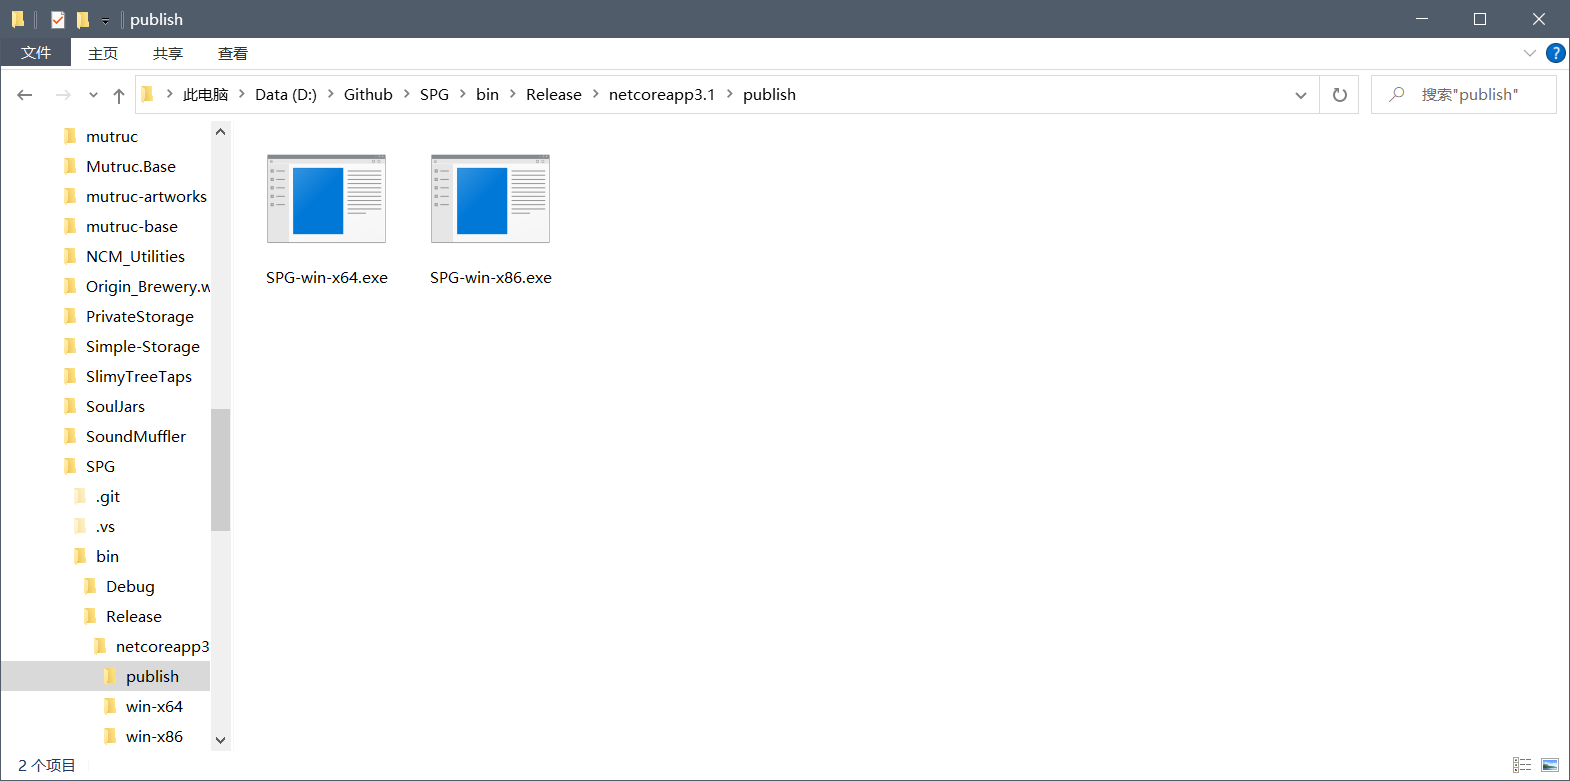 publish
文件 主页 共享 查看
此电脑 Data (D:) Github SPG bin Release netcoreapp3.1 publish
搜索"publish"
mutruc
Mutruc.Base
mutruc-artworks
mutruc-base
NCM_Utilities
Origin_Brewery.w
PrivateStorage
Simple-Storage
SlimyTreeTaps
SoulJars
SoundMuffler
SPG
.git
.vs
bin
Debug
Release
netcoreapp3
publish
win-x64
win-x86
SPG-win-x64.exe
SPG-win-x86.exe
2 个项目